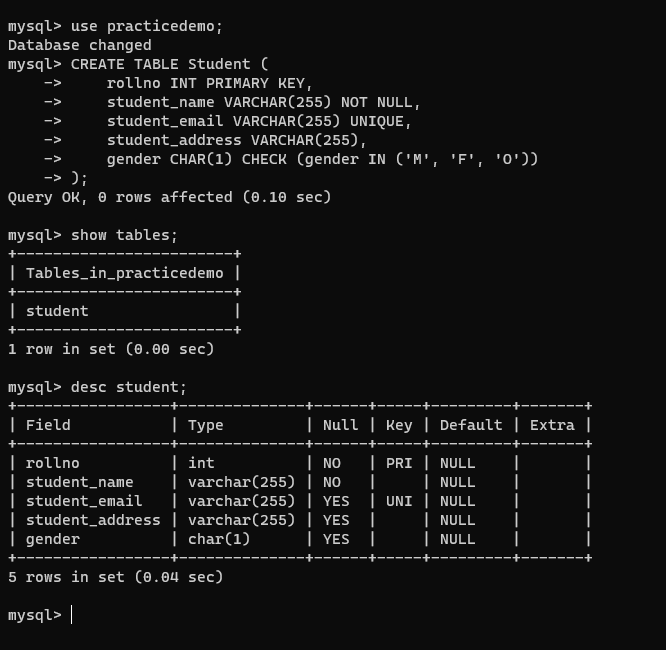 mysql> use practicedemo;
Database changed
mysql> CREATE TABLE Student (
    ->     rollno INT PRIMARY KEY,
    ->     student_name VARCHAR(255) NOT NULL,
    ->     student_email VARCHAR(255) UNIQUE,
    ->     student_address VARCHAR(255),
    ->     gender CHAR(1) CHECK (gender IN ('M', 'F', 'O'))
    -> );
Query OK, 0 rows affected (0.10 sec)

mysql> show tables;
+------------------------+
| Tables_in_practicedemo |
+------------------------+
| student                |
+------------------------+
1 row in set (0.00 sec)

mysql> desc student;
+-----------------+--------------+------+-----+---------+-------+
| Field           | Type         | Null | Key | Default | Extra |
+-----------------+--------------+------+-----+---------+-------+
| rollno          | int          | NO   | PRI | NULL    |       |
| student_name    | varchar(255) | NO   |     | NULL    |       |
| student_email   | varchar(255) | YES  | UNI | NULL    |       |
| student_address | varchar(255) | YES  |     | NULL    |       |
| gender          | char(1)      | YES  |     | NULL    |       |
+-----------------+--------------+------+-----+---------+-------+
5 rows in set (0.04 sec)

mysql>